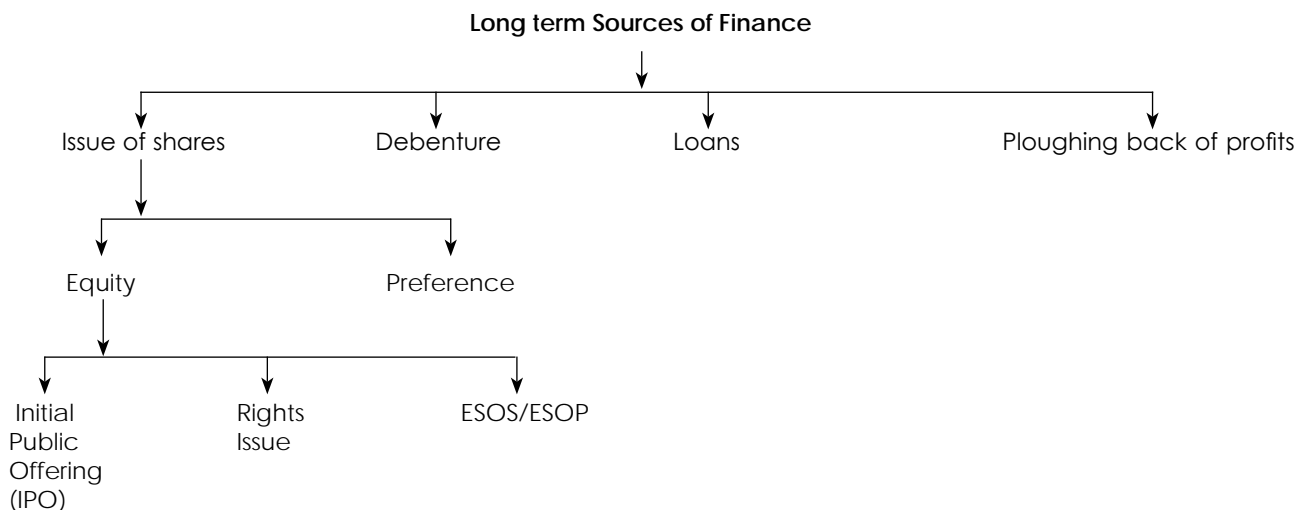 Long term Sources of Finance
Issue of shares Debenture Loans Ploughing back of profits
Equity Preference
Initial Rights ESOS/ESOP
Public Issue
Offering
(IPO)